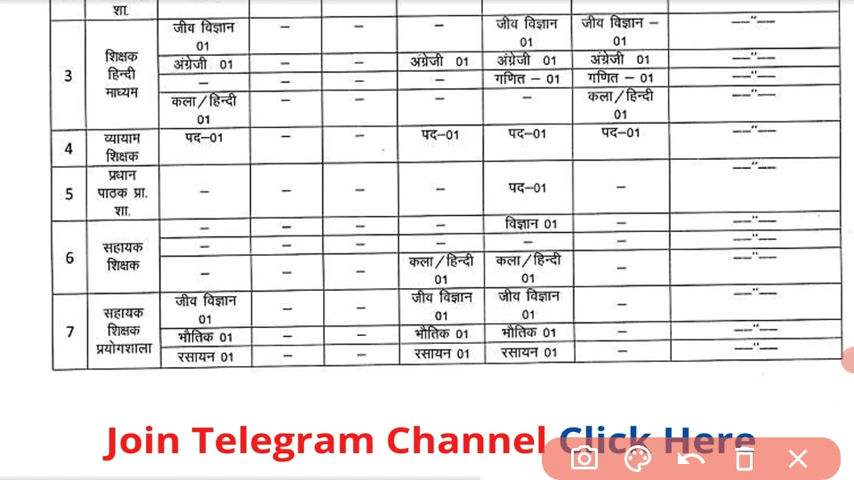 शा.
3 शिक्षक हिन्दी माध्यम जीव विज्ञान 01 – – – जीव विज्ञान 01 जीव विज्ञान – 01 —"—
अंग्रेजी 01 – – अंग्रेजी 01 अंग्रेजी 01 अंग्रेजी 01 —"—
– – – – गणित – 01 गणित – 01 —"—
कला/हिन्दी 01 – – – – कला/हिन्दी 01 —"—
4 व्यायाम शिक्षक पद–01 – – पद–01 पद–01 पद–01 —"—
5 प्रधान पाठक प्रा. शा. – – – – पद–01 – —"—
6 सहायक शिक्षक – – – – विज्ञान 01 – —"—
– – – – – – —"—
– – – कला/हिन्दी 01 कला/हिन्दी 01 – —"—
7 सहायक शिक्षक प्रयोगशाला जीव विज्ञान 01 – – जीव विज्ञान 01 जीव विज्ञान 01 – —"—
भौतिक 01 – – भौतिक 01 भौतिक 01 – —"—
रसायन 01 – – रसायन 01 रसायन 01 – —"—
Join Telegram Channel Click Here